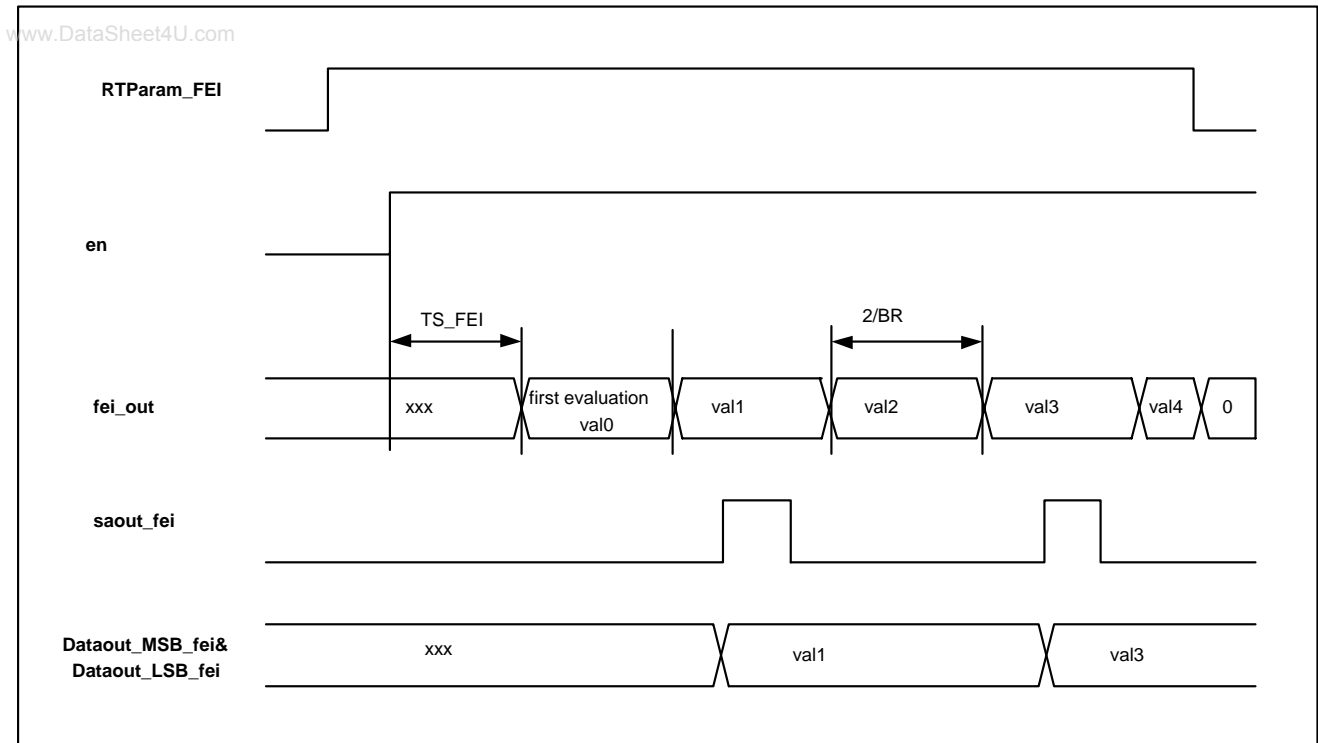 www.DataSheet4U.com
RTParam_FEI
en
TS_FEI
2/BR
fei_out
xxx
first evaluation
val0
val1
val2
val3
val4
0
saout_fei
Dataout_MSB_fei&
Dataout_LSB_fei
xxx
val1
val3